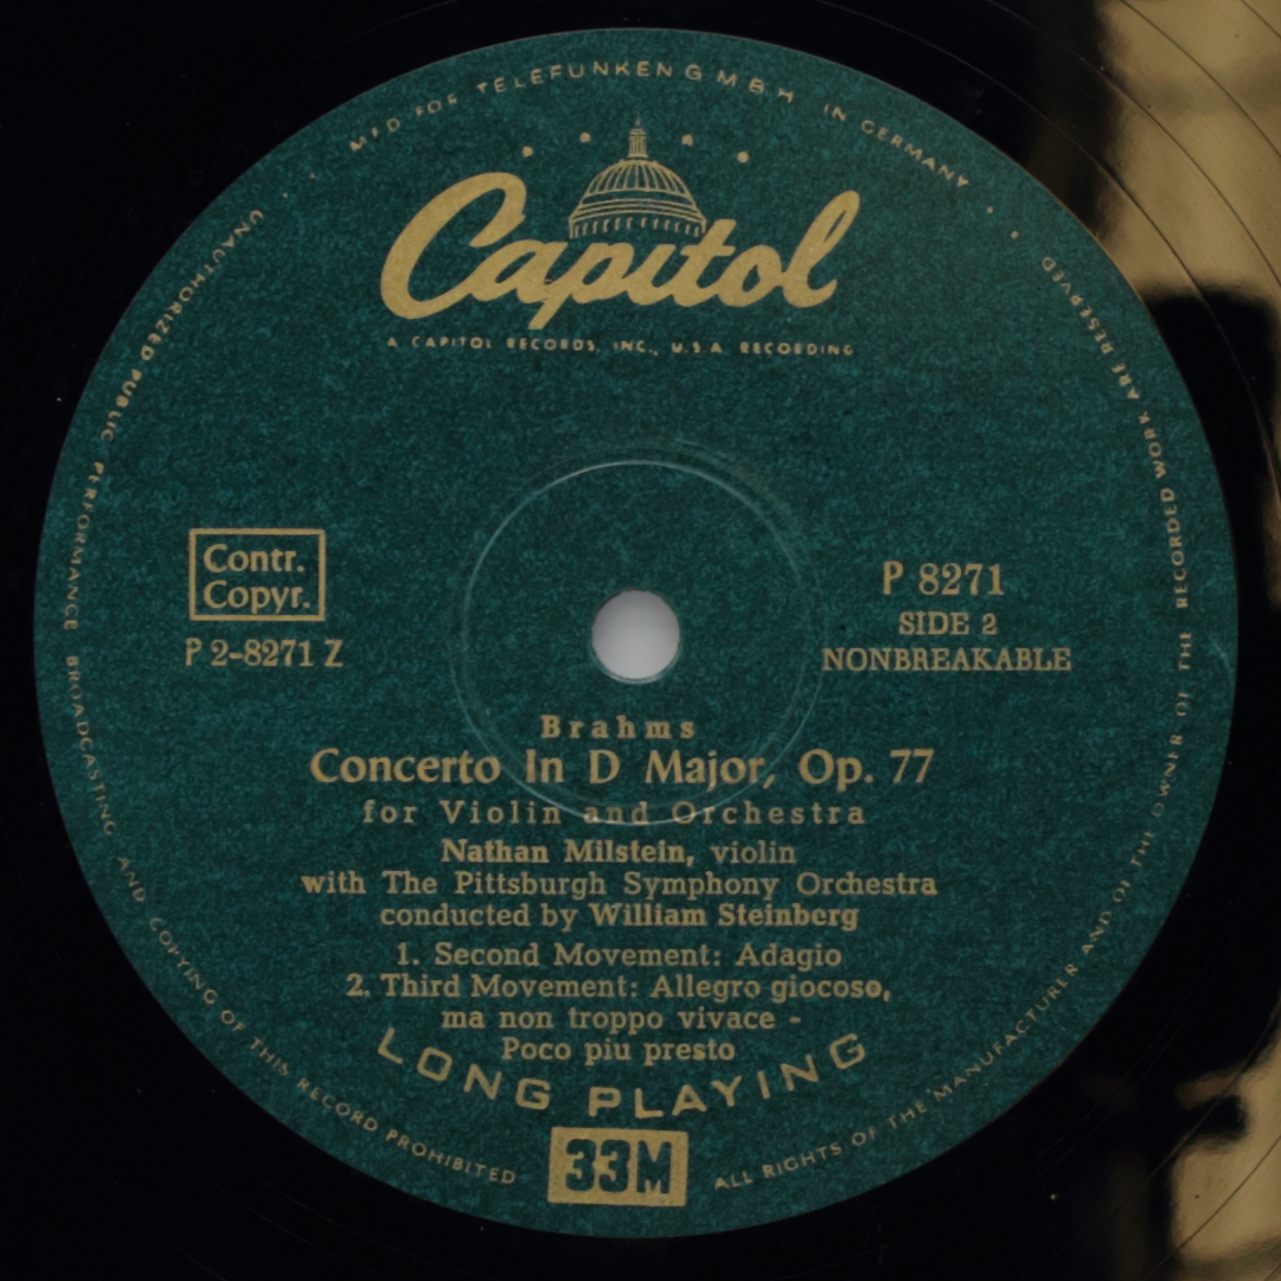 MFD FOR TELEFUNKEN G M B H IN GERMANY
Capitol
A CAPITOL RECORDS, INC., U.S.A. RECORDING
Contr.
Copyr.
P 2-8271 Z
P 8271
SIDE 2
NONBREAKABLE
Brahms
Concerto In D Major, Op. 77
for Violin and Orchestra
Nathan Milstein, violin
with The Pittsburgh Symphony Orchestra
conducted by William Steinberg
1. Second Movement: Adagio
2. Third Movement: Allegro giocoso,
ma non troppo vivace -
Poco piu presto
LONG PLAYING
33M
ALL RIGHTS OF THE MANUFACTURER AND OF THE OWNER OF THE RECORDED WORK ARE RESERVED
UNAUTHORIZED PUBLIC PERFORMANCE BROADCASTING AND COPYING OF THIS RECORD PROHIBITED